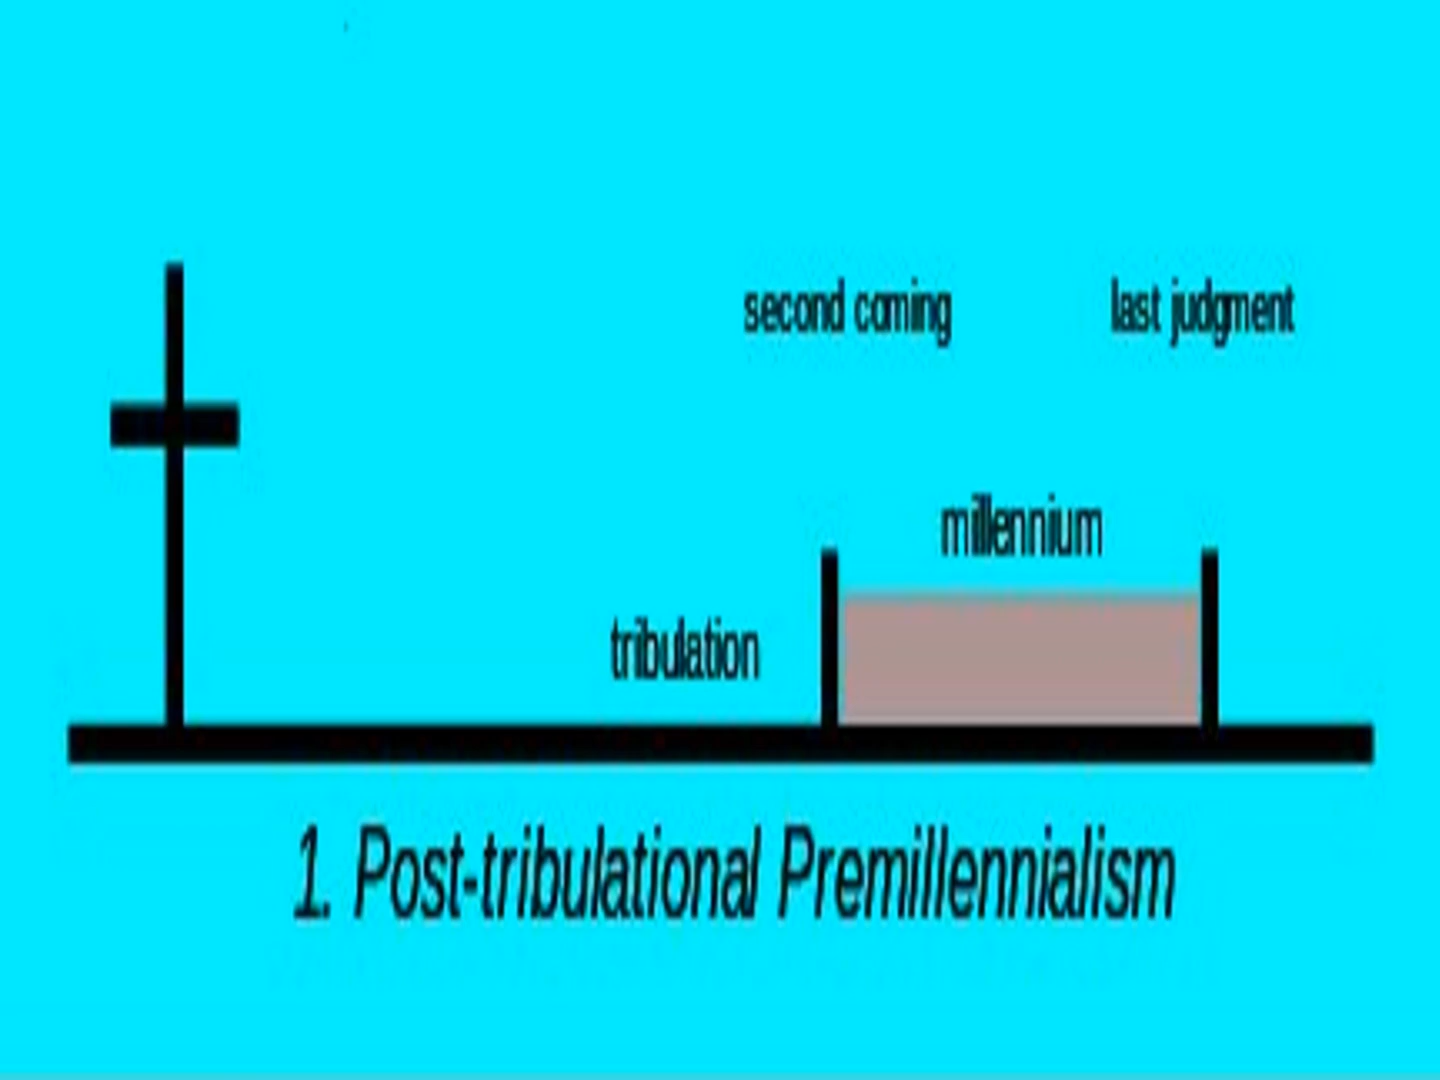 second coming
last judgment
millennium
tribulation
1. Post-tribulational Premillennialism